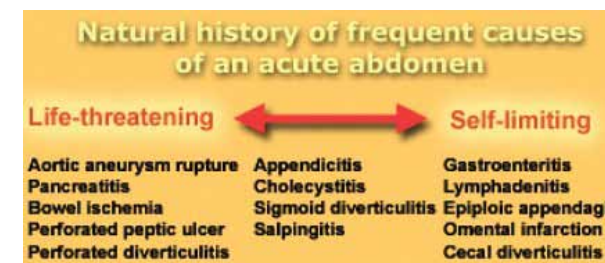 Natural history of frequent causes
of an acute abdomen
Life-threatening
Self-limiting
Aortic aneurysm rupture
Pancreatitis
Bowel ischemia
Perforated peptic ulcer
Perforated diverticulitis
Appendicitis
Cholecystitis
Sigmoid diverticulitis
Salpingitis
Gastroenteritis
Lymphadenitis
Epiploic appendag
Omental infarction
Cecal diverticulitis